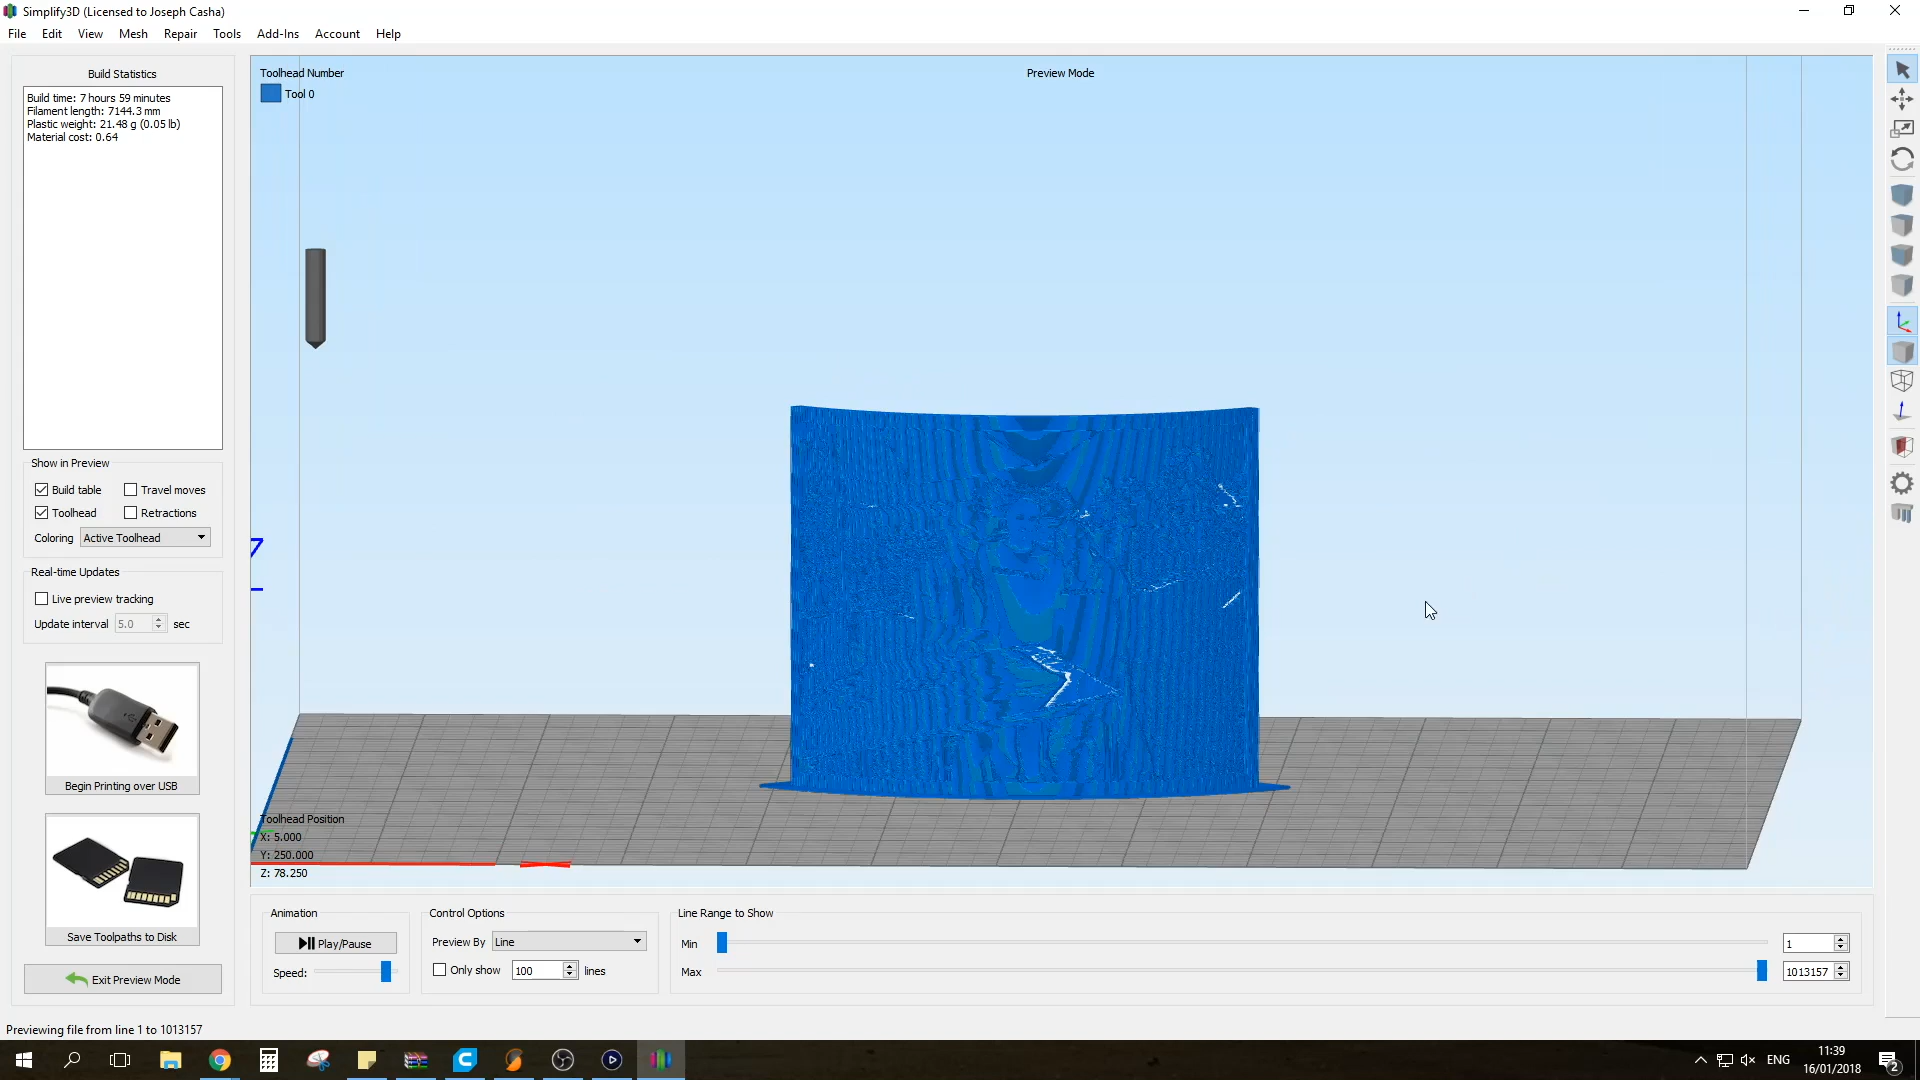 Simplify3D (Licensed to Joseph Casha)
File Edit View Mesh Repair Tools Add-Ins Account Help
Build Statistics
Build time: 7 hours 59 minutes
Filament length: 7144.3 mm
Plastic weight: 21.48 g (0.05 lb)
Material cost: 0.64
Toolhead Number
Tool 0
Preview Mode
Show in Preview
Build table Travel moves
Toolhead Retractions
Coloring Active Toolhead
Real-time Updates
Live preview tracking
Update interval 5.0 sec
Begin Printing over USB
Save Toolpaths to Disk
Exit Preview Mode
Z
Toolhead Position
X: 5.000
Y: 250.000
Z: 78.250
Animation
Play/Pause
Speed:
Control Options
Preview By Line
Only show 100 lines
Line Range to Show
Min 1
Max 1013157
Previewing file from line 1 to 1013157
ENG
11:39
16/01/2018
2